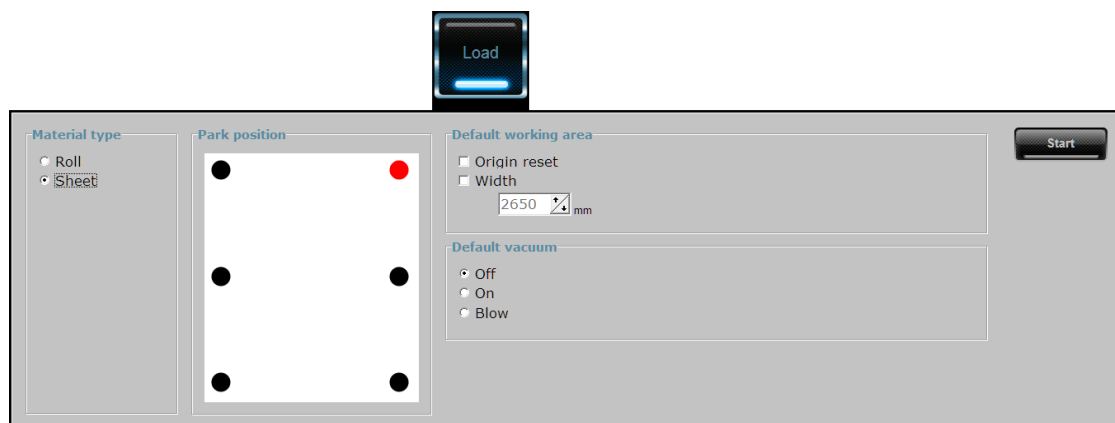 Load
Material type
Roll
Sheet
Park position
Default working area
Origin reset
Width
2650 mm
Default vacuum
Off
On
Blow
Start